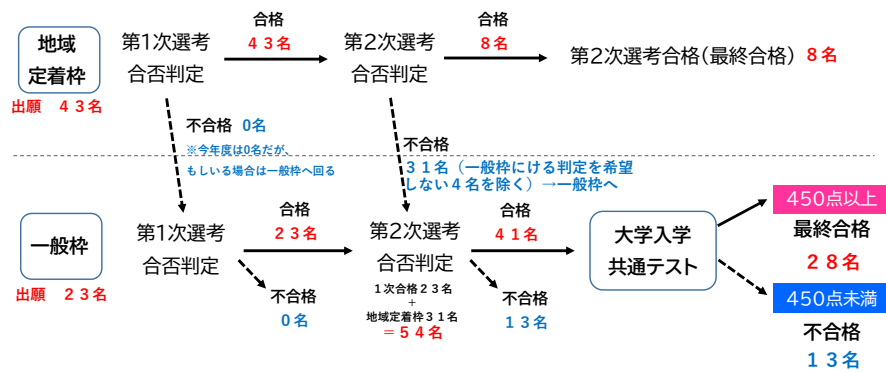 地域
定着枠
出願 43名
第1次選考
合否判定
合格
43名
第2次選考
合否判定
合格
8名
第2次選考合格(最終合格) 8名
不合格 0名
※今年度は0名だが、
もしいる場合は一般枠へ回る
不合格
31名(一般枠にける判定を希望
しない4名を除く)→一般枠へ
一般枠
出願 23名
第1次選考
合否判定
合格
23名
不合格
0名
第2次選考
合否判定
1次合格23名
+
地域定着枠31名
=54名
合格
41名
不合格
13名
大学入学
共通テスト
450点以上
最終合格
28名
450点未満
不合格
13名